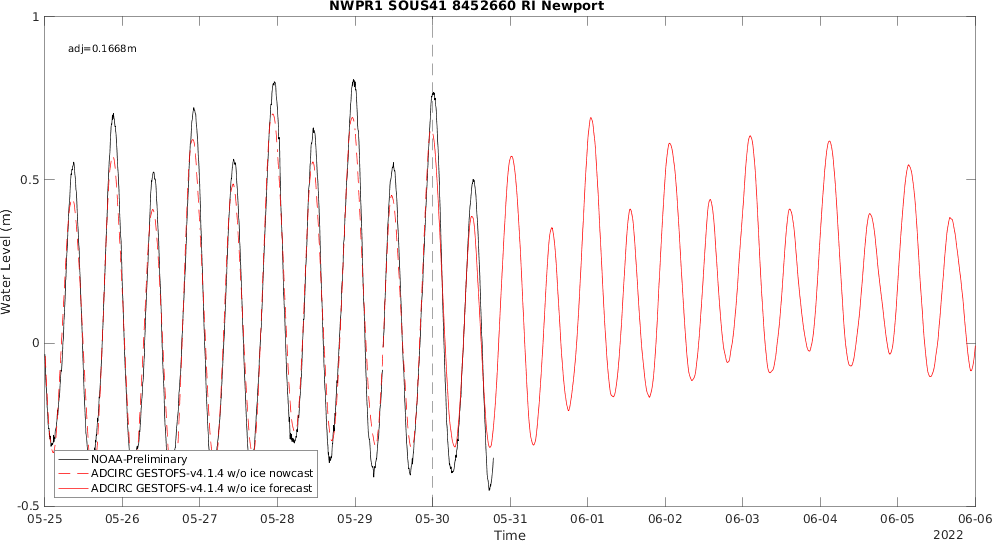 NWPR1 SOUS41 8452660 RI Newport
1
adj=0.1668m
0.5
Water Level (m)
0
NOAA-Preliminary
ADCIRC GESTOFS-v4.1.4 w/o ice nowcast
ADCIRC GESTOFS-v4.1.4 w/o ice forecast
-0.5
05-25 05-26 05-27 05-28 05-29 05-30 05-31 06-01 06-02 06-03 06-04 06-05 06-06
Time 2022